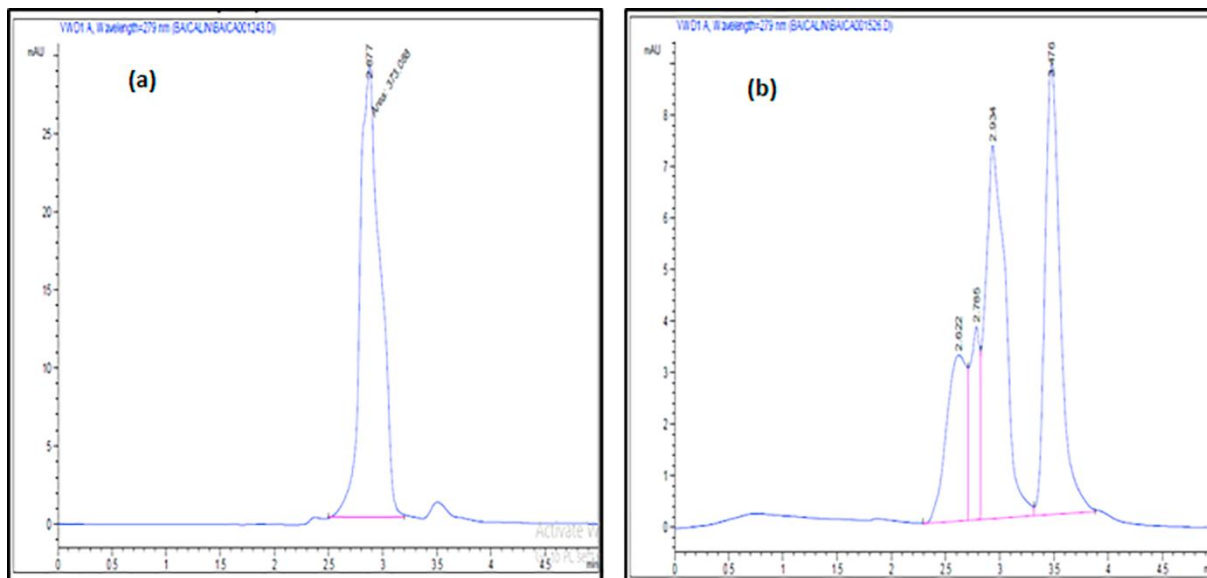 VWD1 A, Wavelength=279 nm (BAICALIN\BAICA001243.D)
mAU
(a)
2.877
Area: 373.088
25
20
15
10
5
0
0 0.5 1 1.5 2 2.5 3 3.5 4 4.5 min
Activate
VWD1 A, Wavelength=279 nm (BAICALIN\BAICA001526.D)
mAU
(b)
3.476
2.934
2.785
2.622
8
7
6
5
4
3
2
1
0
0 0.5 1 1.5 2 2.5 3 3.5 4 4.5